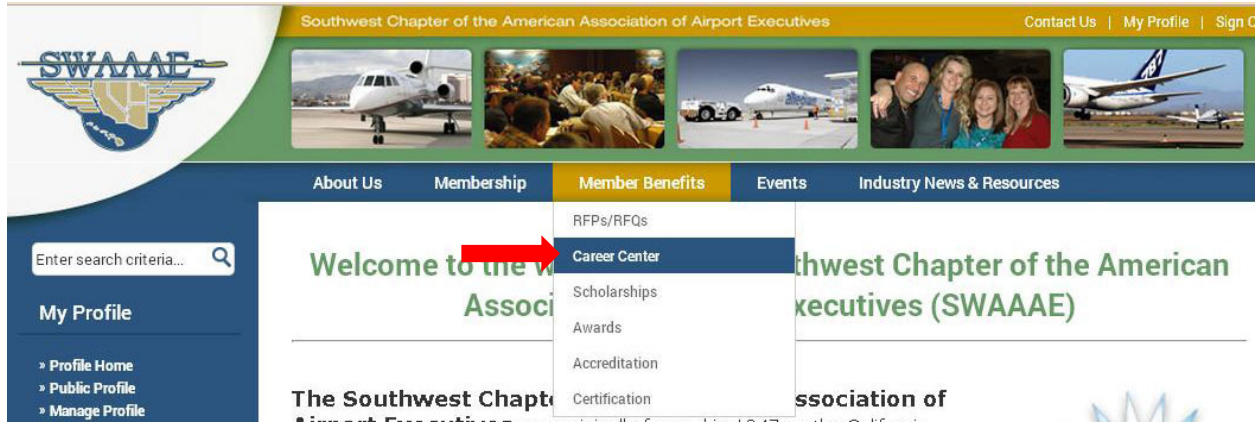 Southwest Chapter of the American Association of Airport Executives
Contact Us | My Profile | Sign
SWAAAE
About Us Membership Member Benefits Events Industry News & Resources
RFPs/RFQs
Career Center
Scholarships
Awards
Accreditation
Certification
Enter search criteria...
My Profile
» Profile Home
» Public Profile
» Manage Profile
Welcome to the thwest Chapter of the American
Associ xecutives (SWAAAE)
The Southwest Chapt ssociation of